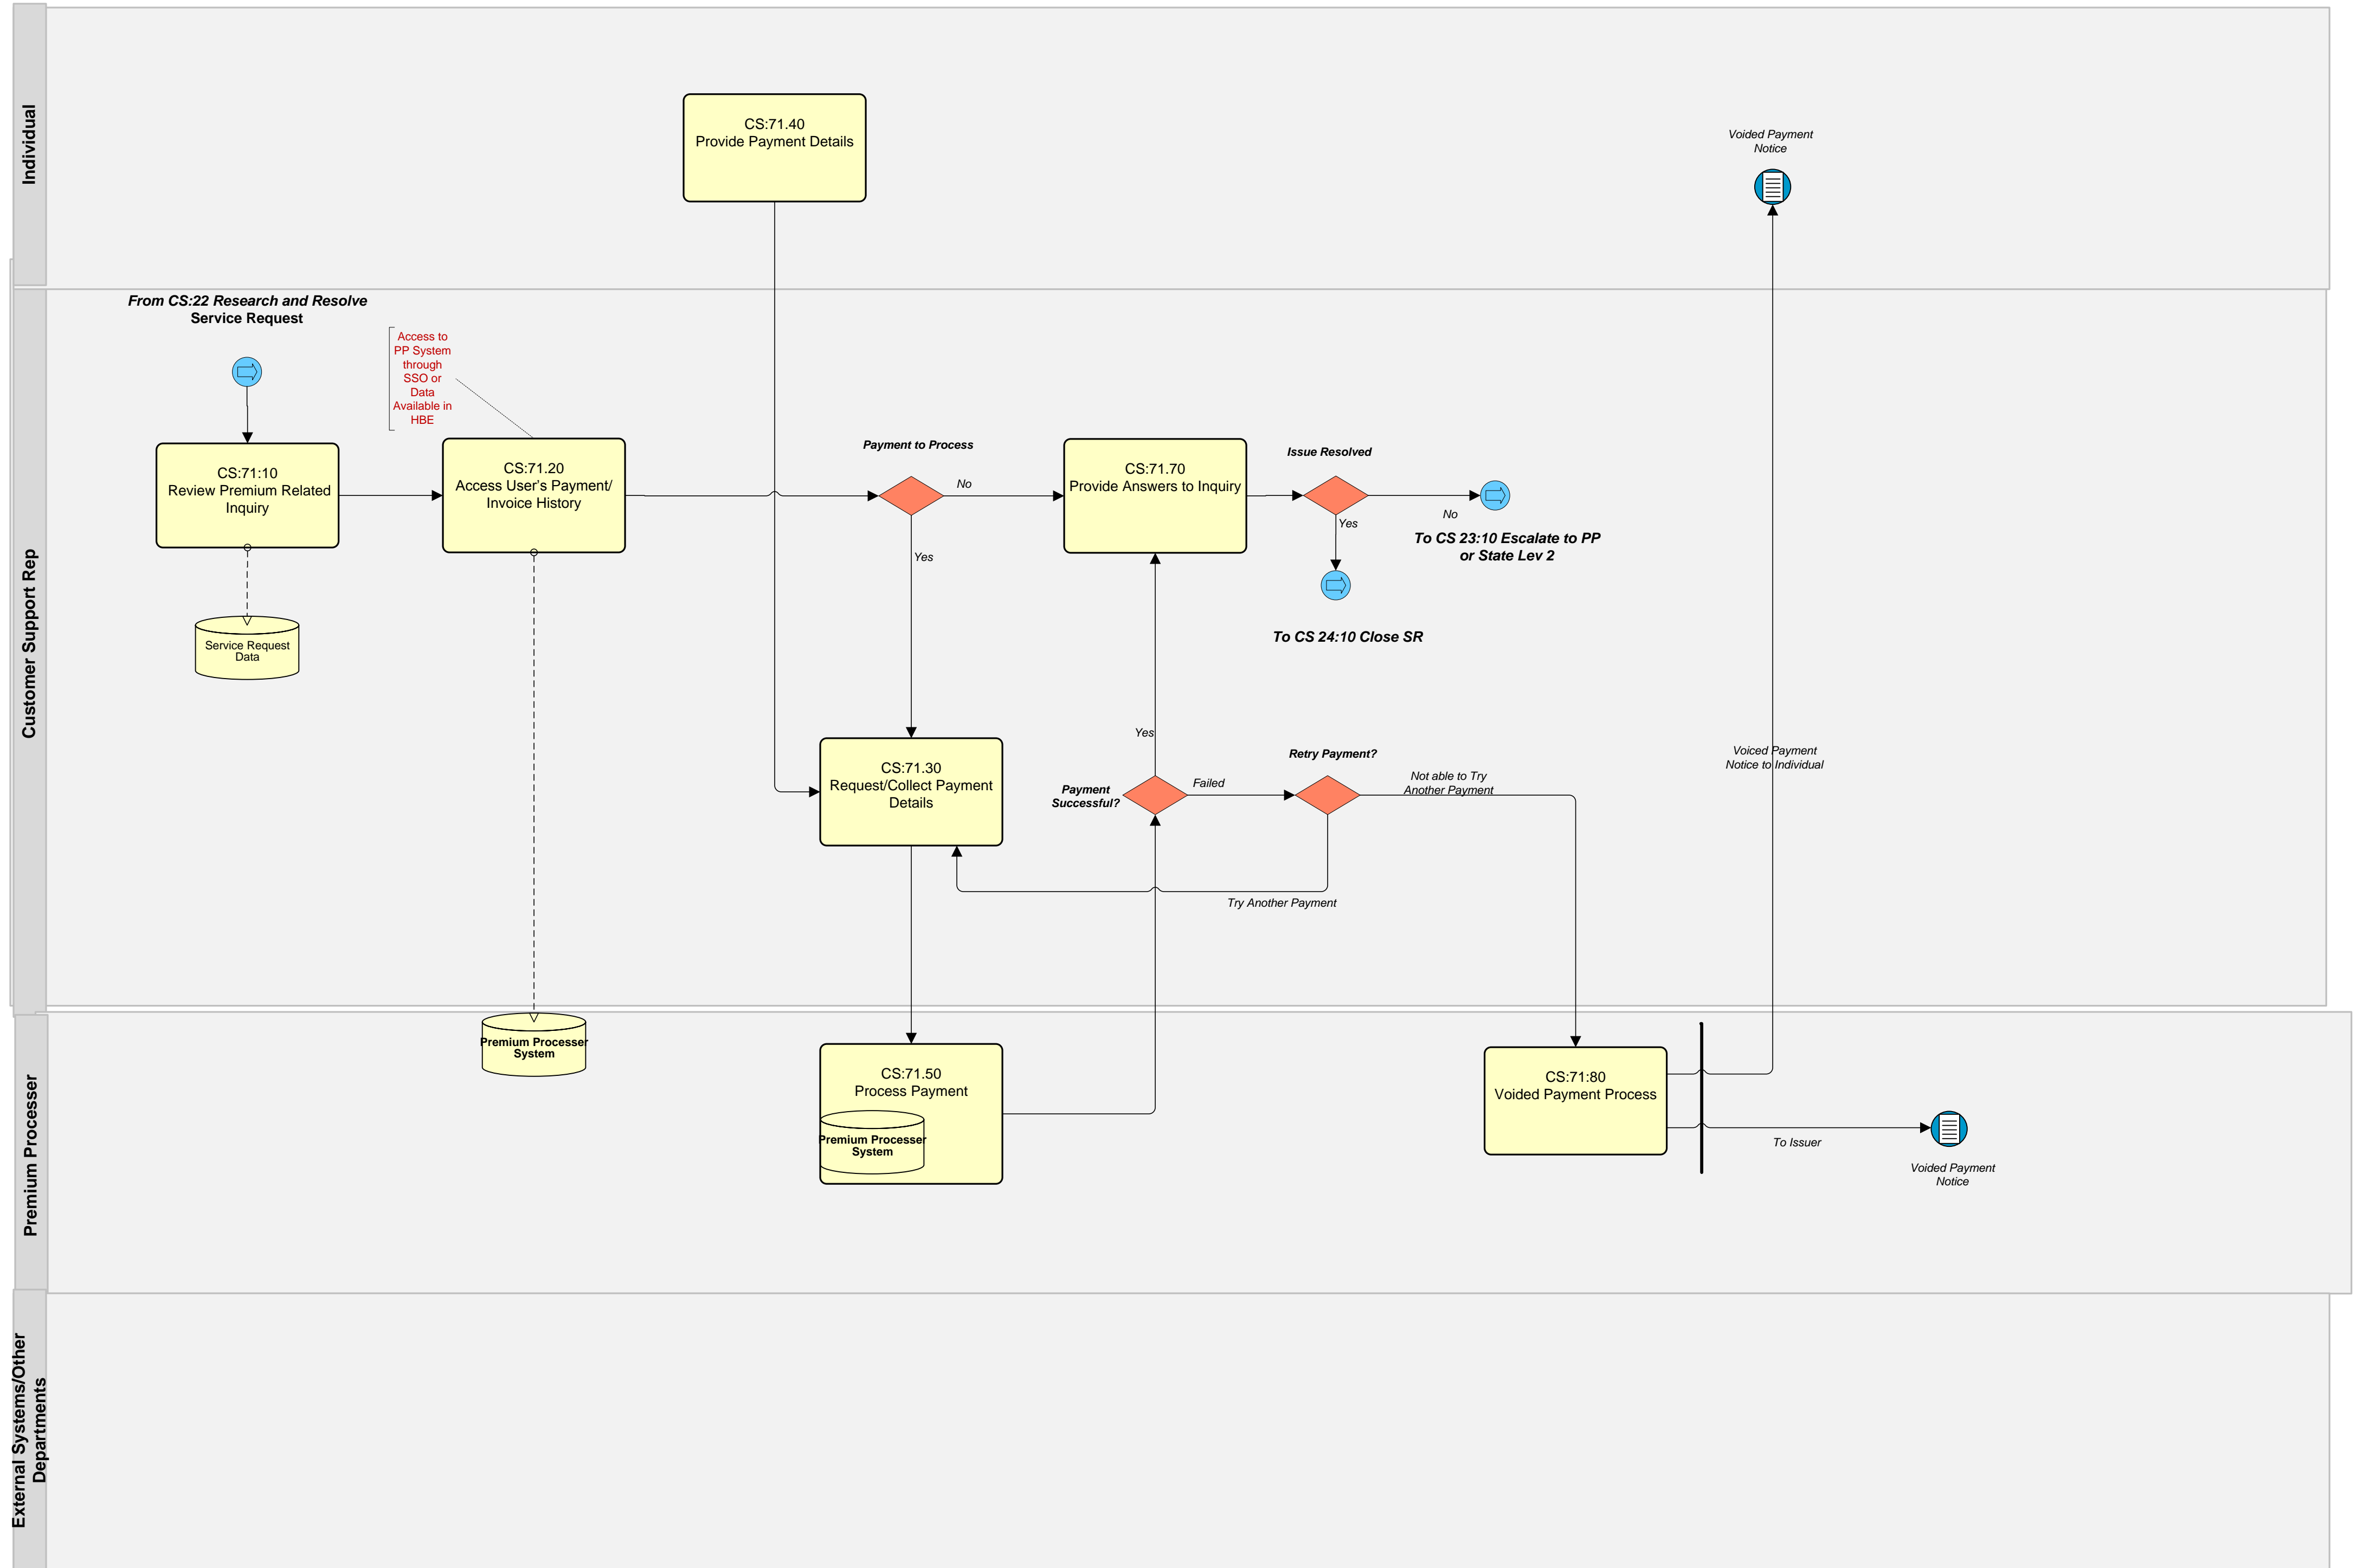 Individual
CS:71.40
Provide Payment Details
Voided Payment
Notice
Customer Support Rep
From CS:22 Research and Resolve
Service Request
Access to
PP System
through
SSO or
Data
Available in
HBE
CS:71:10
Review Premium Related
Inquiry
CS:71.20
Access User's Payment/
Invoice History
Payment to Process
No
Yes
CS:71.70
Provide Answers to Inquiry
Issue Resolved
No
Yes
To CS 23:10 Escalate to PP
or State Lev 2
To CS 24:10 Close SR
Service Request
Data
CS:71.30
Request/Collect Payment
Details
Yes
Payment
Successful?
Failed
Retry Payment?
Not able to Try
Another Payment
Try Another Payment
Voiced Payment
Notice to Individual
Premium Processer
Premium Processer
System
CS:71.50
Process Payment
Premium Processer
System
CS:71:80
Voided Payment Process
To Issuer
Voided Payment
Notice
External Systems/Other
Departments